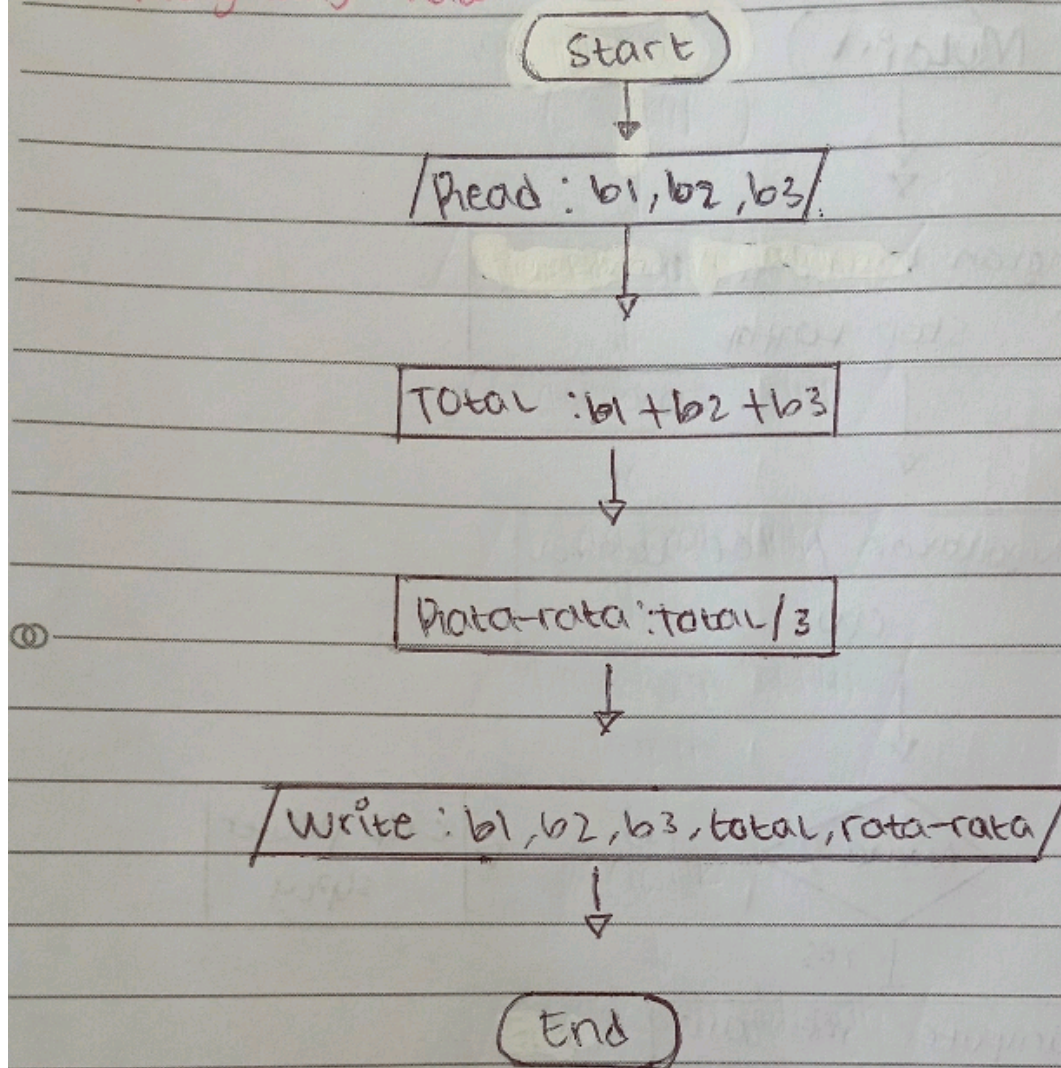 Start
Read : b1, b2, b3
Total : b1 + b2 + b3
Rata-rata : total / 3
Write : b1, b2, b3, total, rata-rata
End